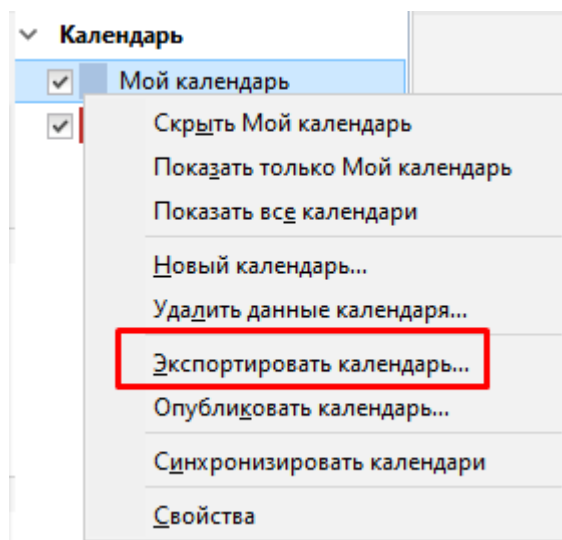 Календарь
Мой календарь
Скрыть Мой календарь
Показать только Мой календарь
Показать все календари
Новый календарь...
Удалить данные календаря...
Экспортировать календарь...
Опубликовать календарь...
Синхронизировать календари
Свойства